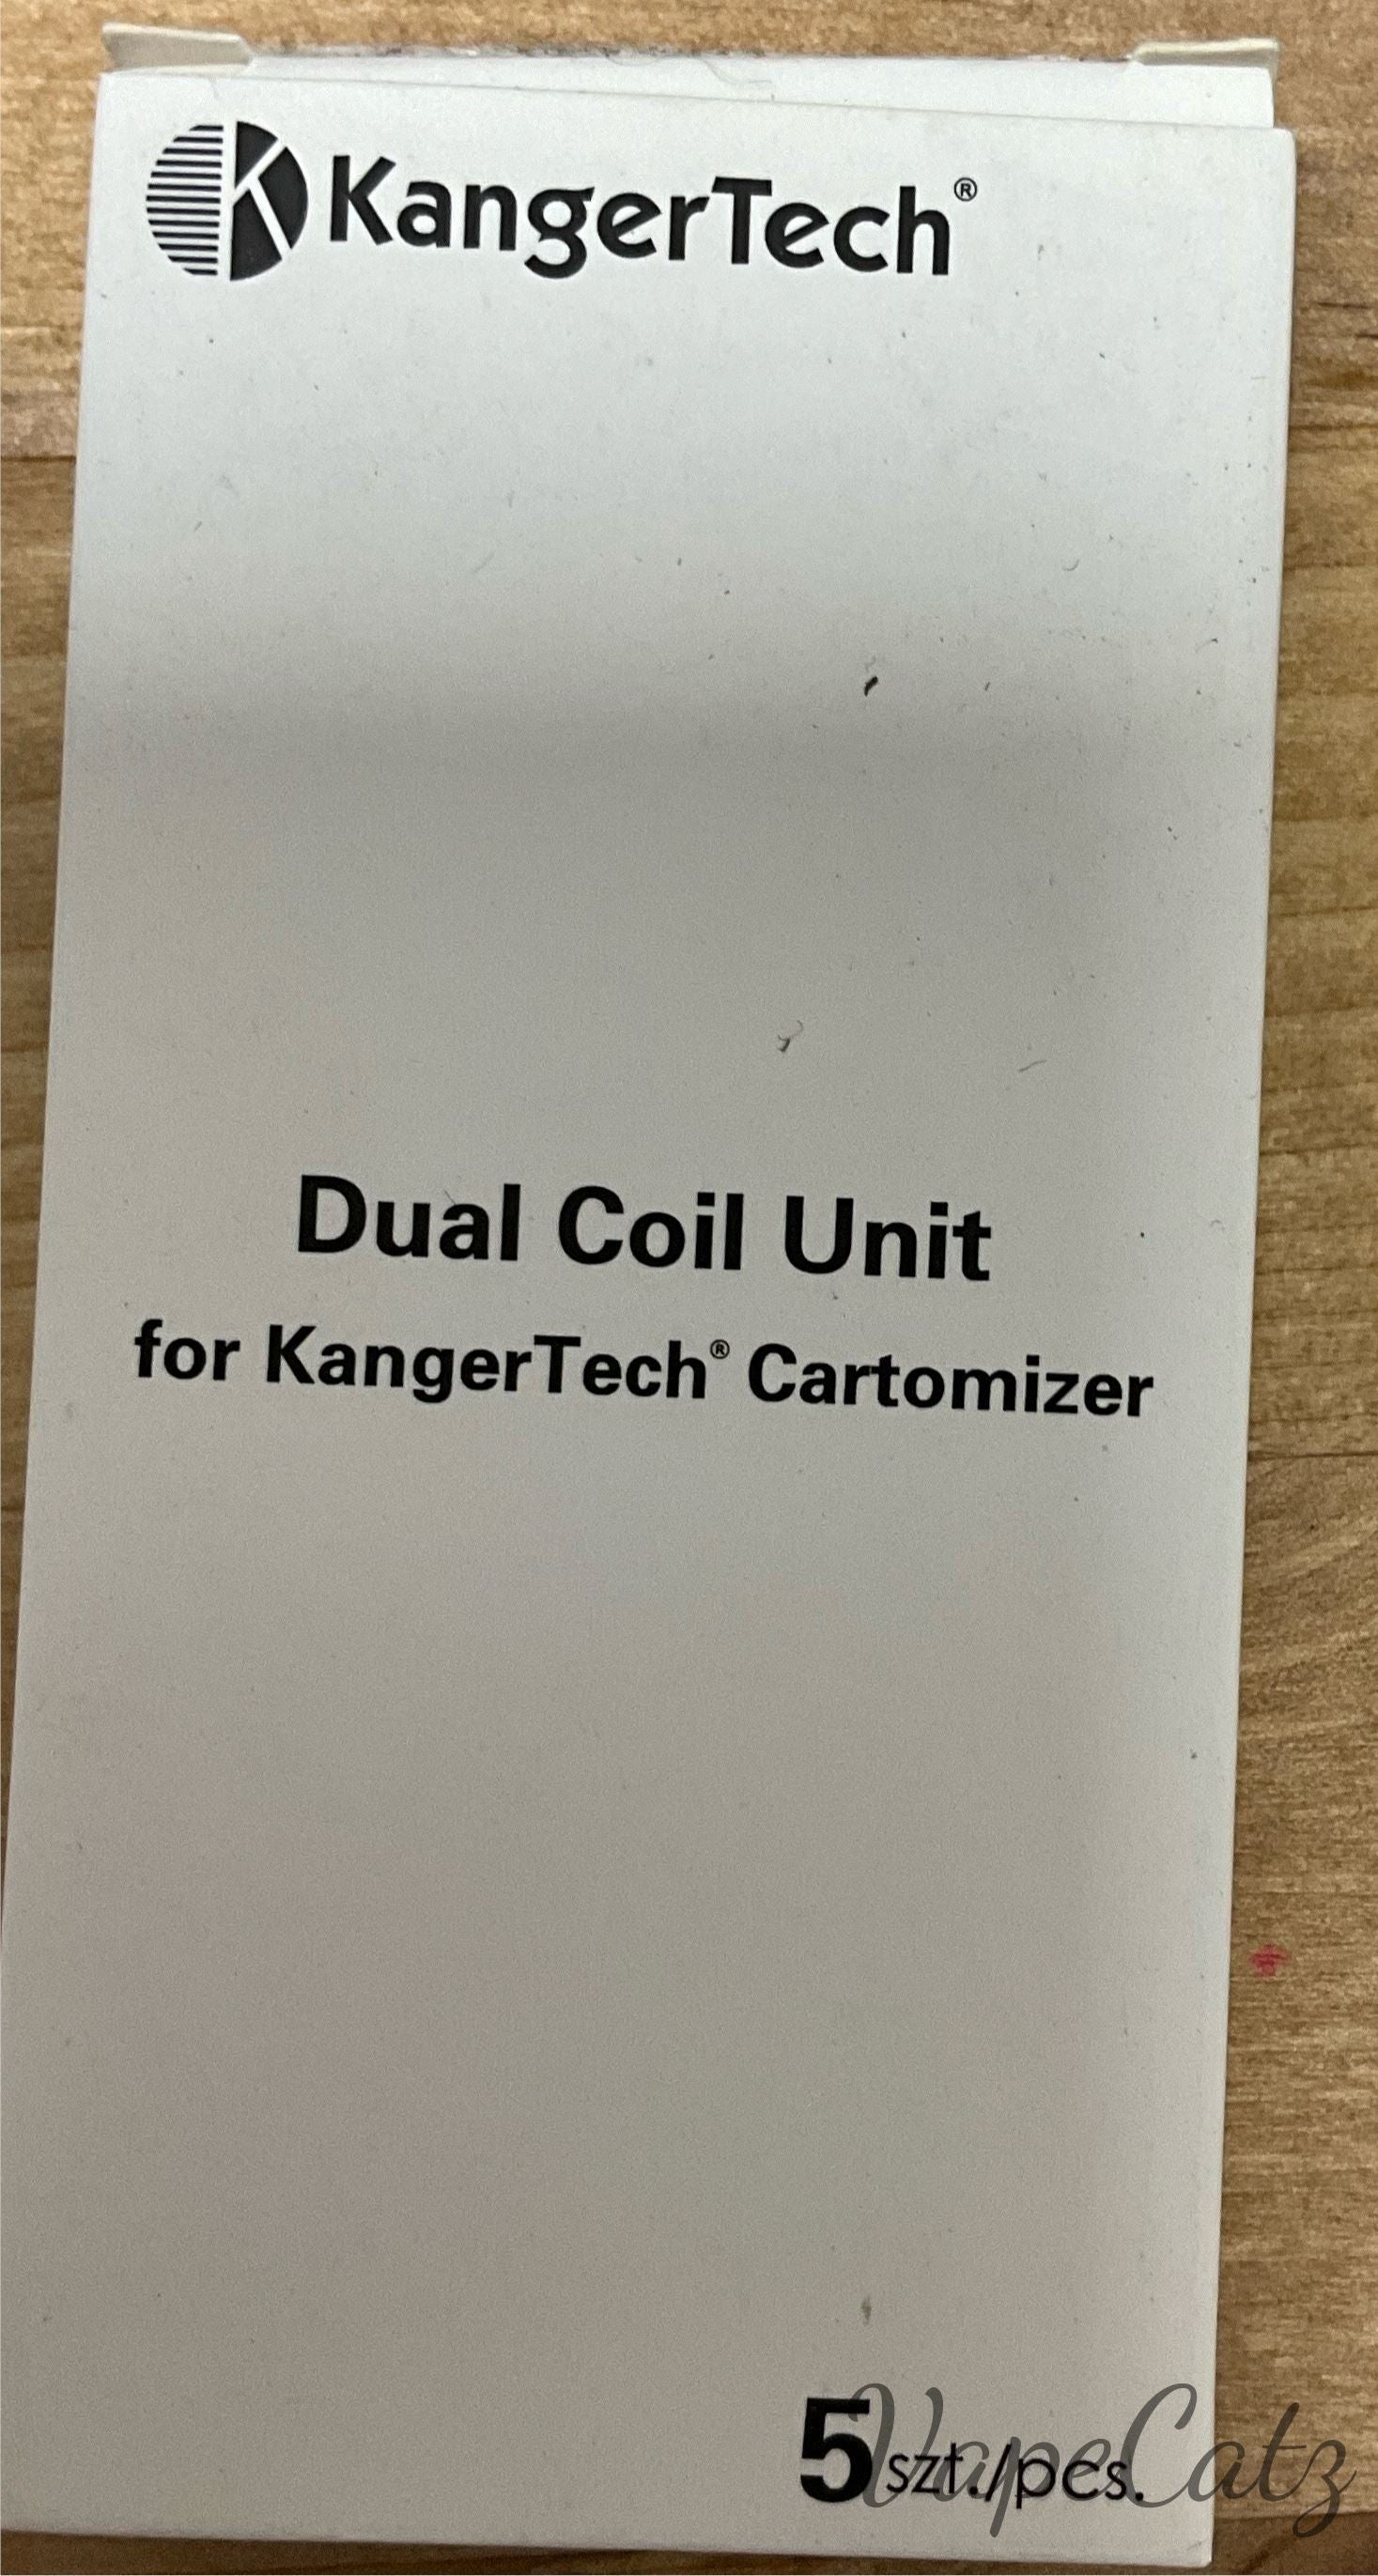 KangerTech®
Dual Coil Unit
for KangerTech® Cartomizer
5 szt./pcs.
VapeCatz